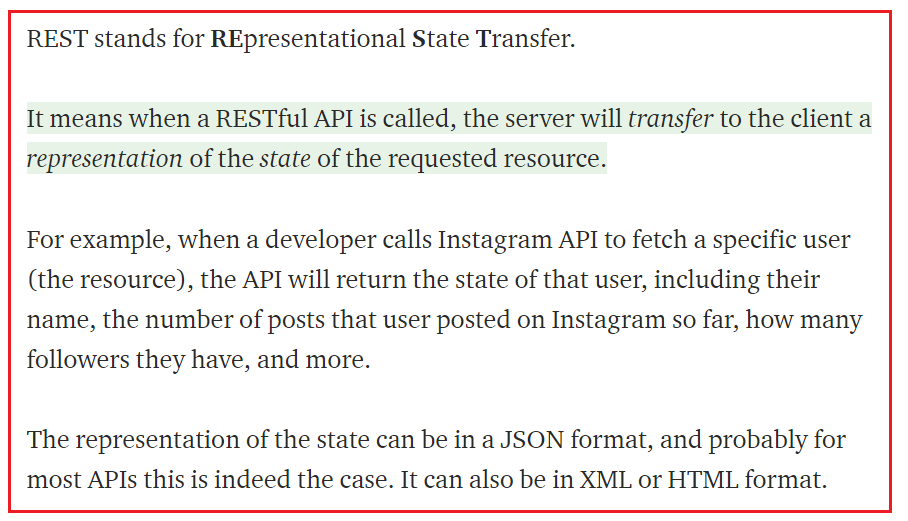 REST stands for REpresentational State Transfer.
It means when a RESTful API is called, the server will transfer to the client a
representation of the state of the requested resource.
For example, when a developer calls Instagram API to fetch a specific user
(the resource), the API will return the state of that user, including their
name, the number of posts that user posted on Instagram so far, how many
followers they have, and more.
The representation of the state can be in a JSON format, and probably for
most APIs this is indeed the case. It can also be in XML or HTML format.